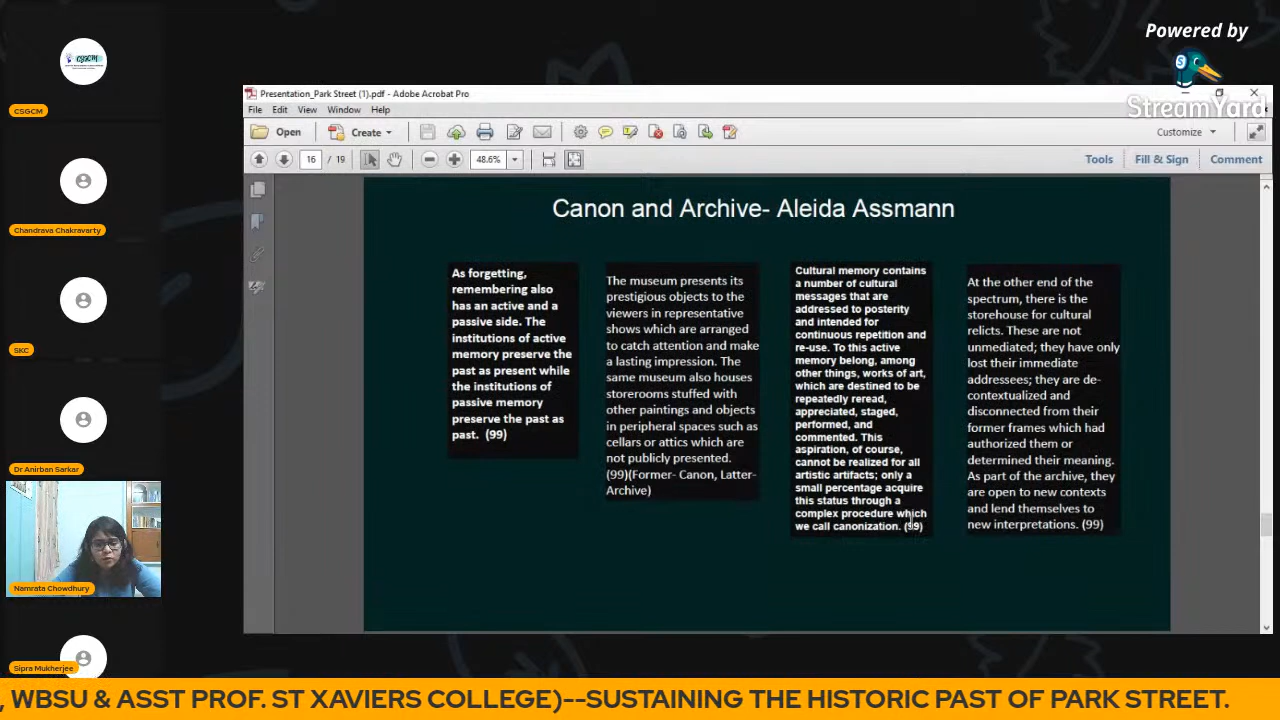 Powered by
StreamYard
CSGCM
Chandrava Chakravarty
SKC
Dr Anirban Sarkar
Namrata Chowdhury
Sipra Mukherjee
Presentation_Park Street (1).pdf - Adobe Acrobat Pro
File Edit View Window Help
Open Create Customize
16 / 19 48.6% Tools Fill & Sign Comment
Canon and Archive- Aleida Assmann
As forgetting,
remembering also
has an active and a
passive side. The
institutions of active
memory preserve the
past as present while
the institutions of
passive memory
preserve the past as
past. (99)
The museum presents its
prestigious objects to the
viewers in representative
shows which are arranged
to catch attention and make
a lasting impression. The
same museum also houses
storerooms stuffed with
other paintings and objects
in peripheral spaces such as
cellars or attics which are
not publicly presented.
(99)(Former- Canon, Latter-
Archive)
Cultural memory contains
a number of cultural
messages that are
addressed to posterity
and intended for
continuous repetition and
re-use. To this active
memory belong, among
other things, works of art,
which are destined to be
repeatedly reread,
appreciated, staged,
performed, and
commented. This
aspiration, of course,
cannot be realized for all
artistic artifacts; only a
small percentage acquire
this status through a
complex procedure which
we call canonization. (99)
At the other end of the
spectrum, there is the
storehouse for cultural
relicts. These are not
unmediated; they have only
lost their immediate
addressees; they are de-
contextualized and
disconnected from their
former frames which had
authorized them or
determined their meaning.
As part of the archive, they
are open to new contexts
and lend themselves to
new interpretations. (99)
, WBSU & ASST PROF. ST XAVIERS COLLEGE)--SUSTAINING THE HISTORIC PAST OF PARK STREET.